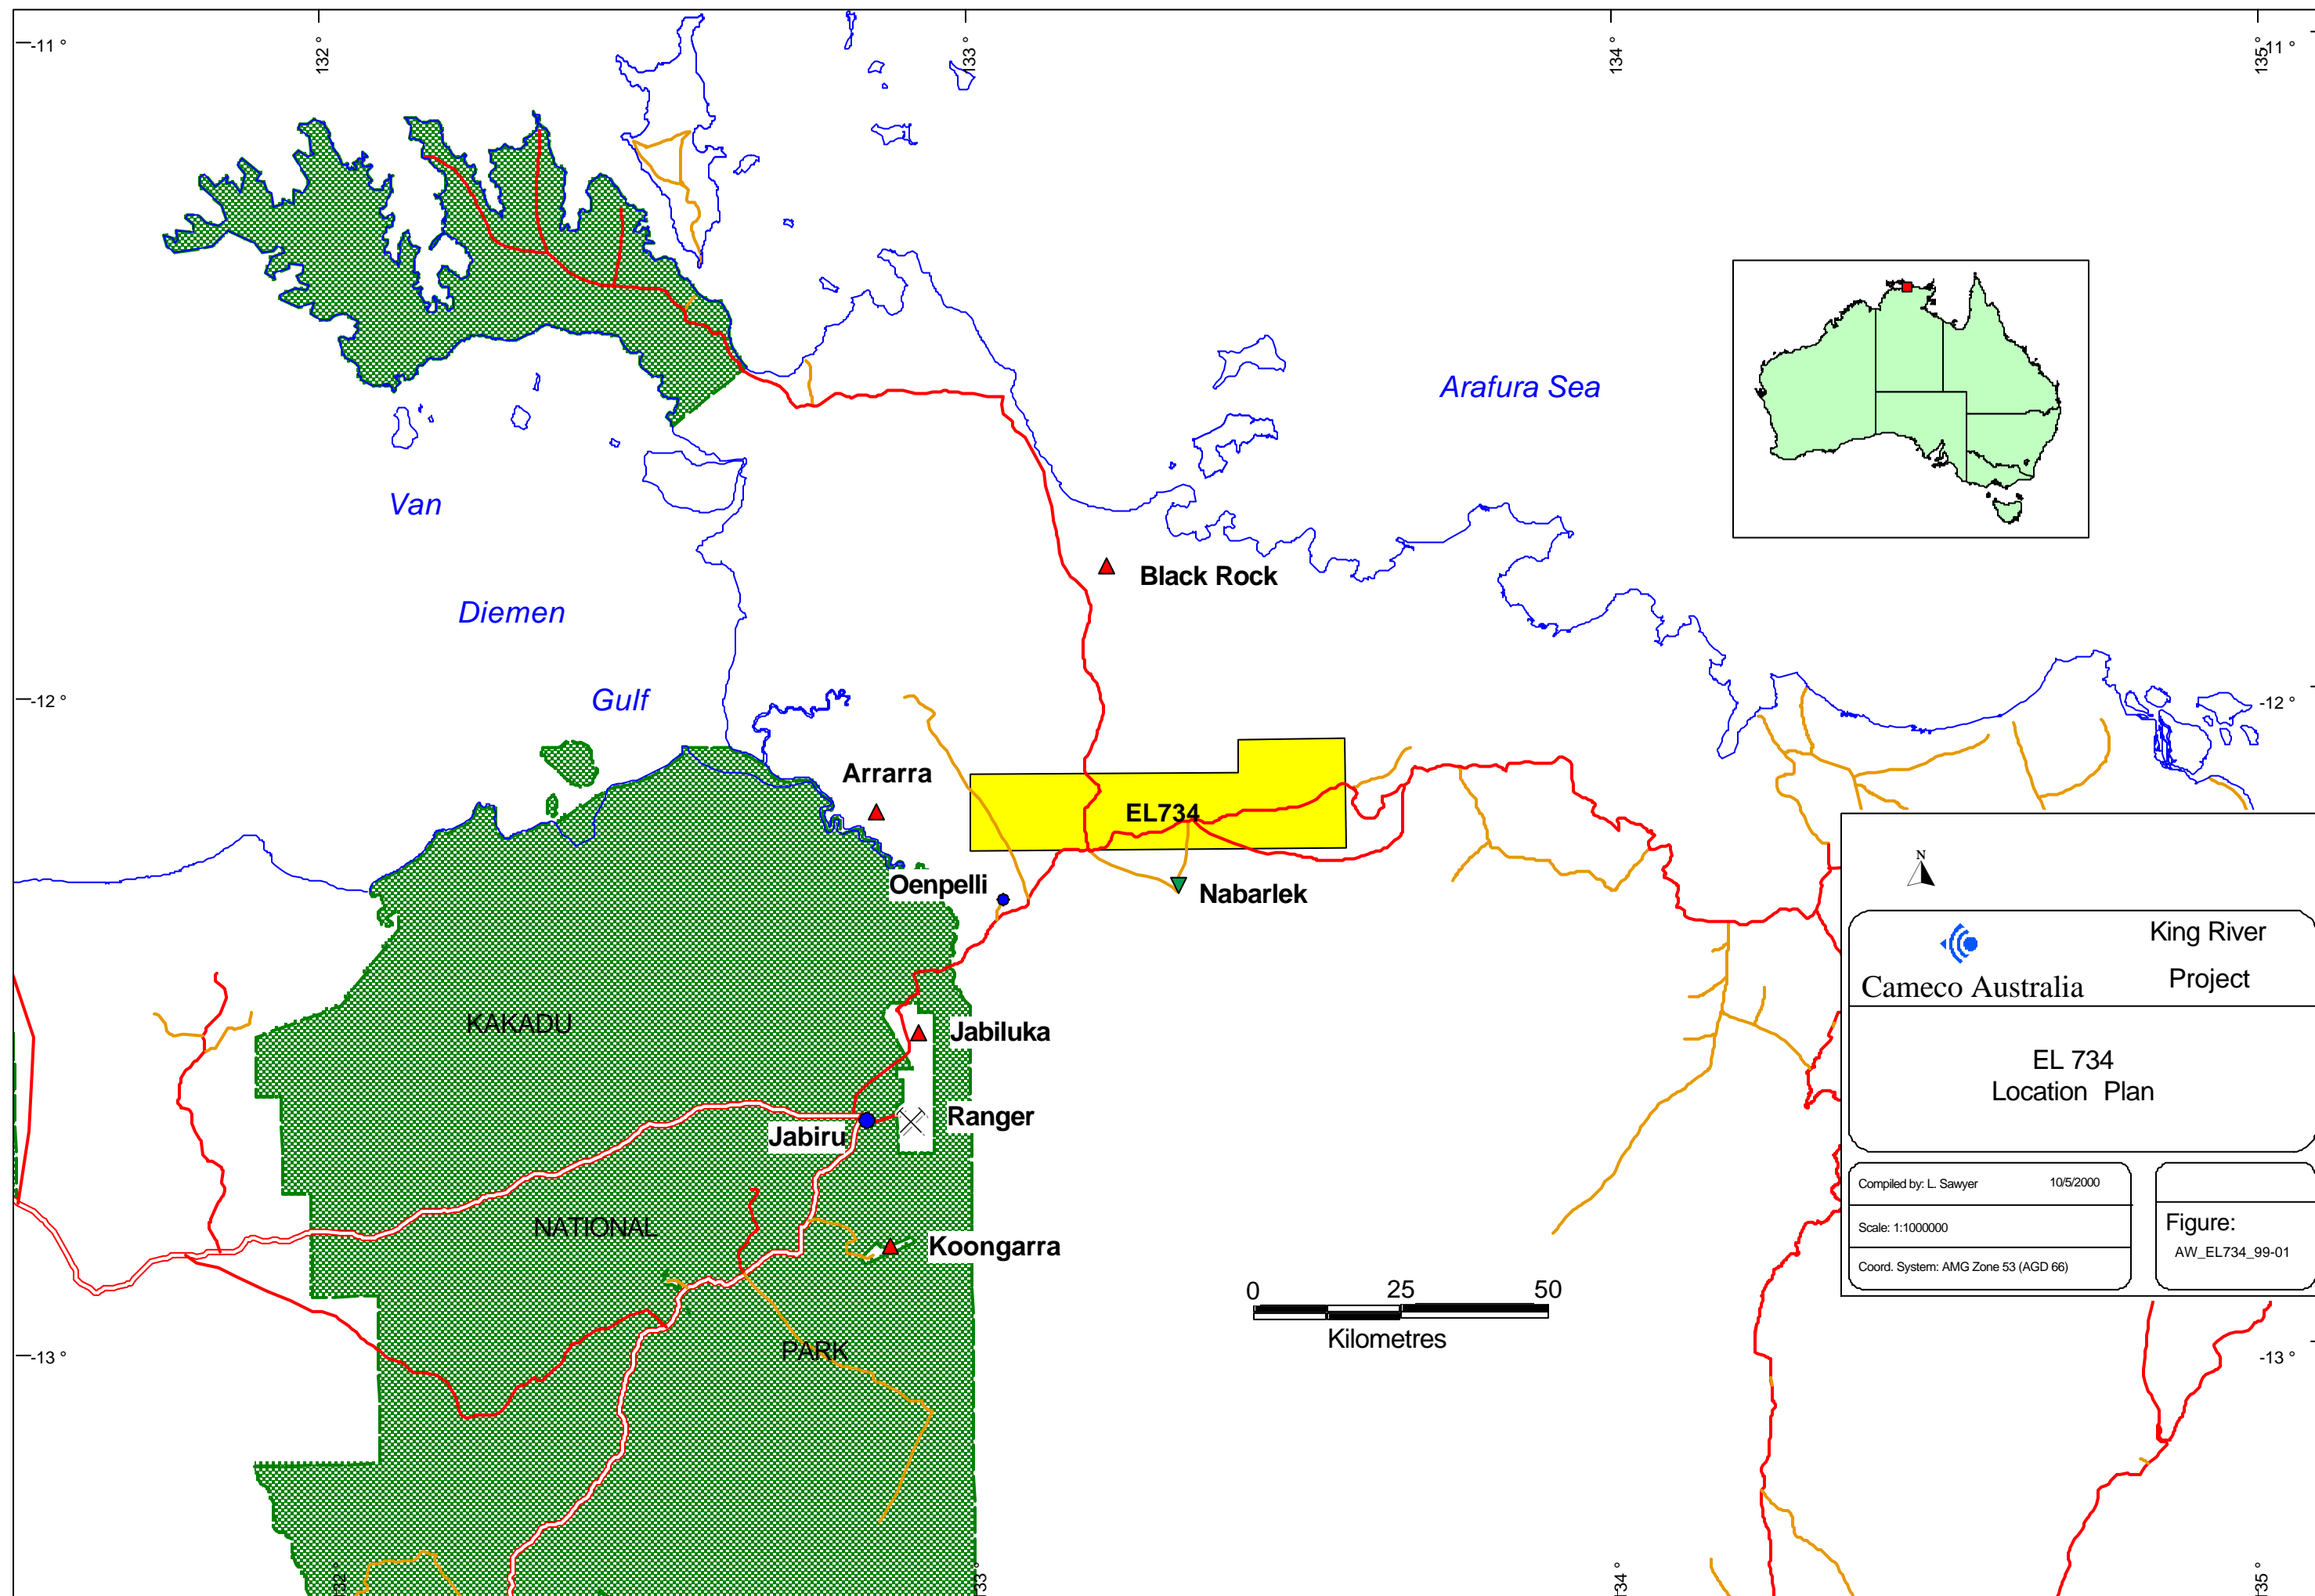 -11 °
132 °
133 °
134 °
135 °
-11 °
Arafura Sea
Van
Diemen
Gulf
Black Rock
-12 °
-12 °
Arrarra
EL734
Oenpelli
Nabarlek
KAKADU
Jabiluka
Ranger
Jabiru
NATIONAL
Koongarra
PARK
0 25 50
Kilometres
-13 °
-13 °
N
King River
Project
Cameco Australia
EL 734
Location Plan
Compiled by: L. Sawyer 10/5/2000
Scale: 1:1000000
Coord. System: AMG Zone 53 (AGD 66)
Figure:
AW_EL734_99-01